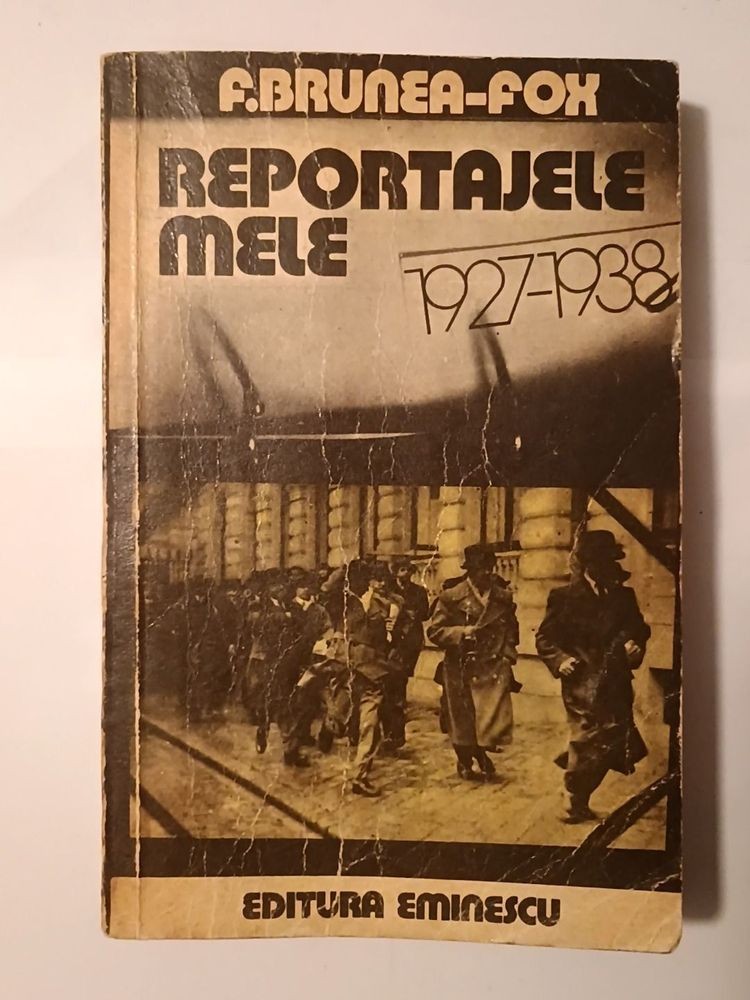 F.BRUNEA-FOX
REPORTAJELE
MELE
1927-1938
EDITURA EMINESCU